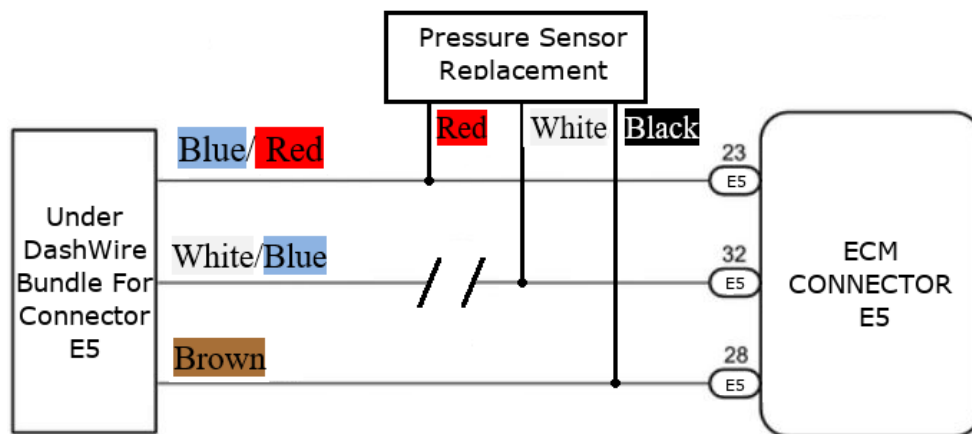 Pressure Sensor
Replacement
Red White Black
Blue/ Red
23
E5
Under
DashWire
Bundle For
Connector
E5
White/Blue
32
E5
ECM
CONNECTOR
E5
Brown
28
E5